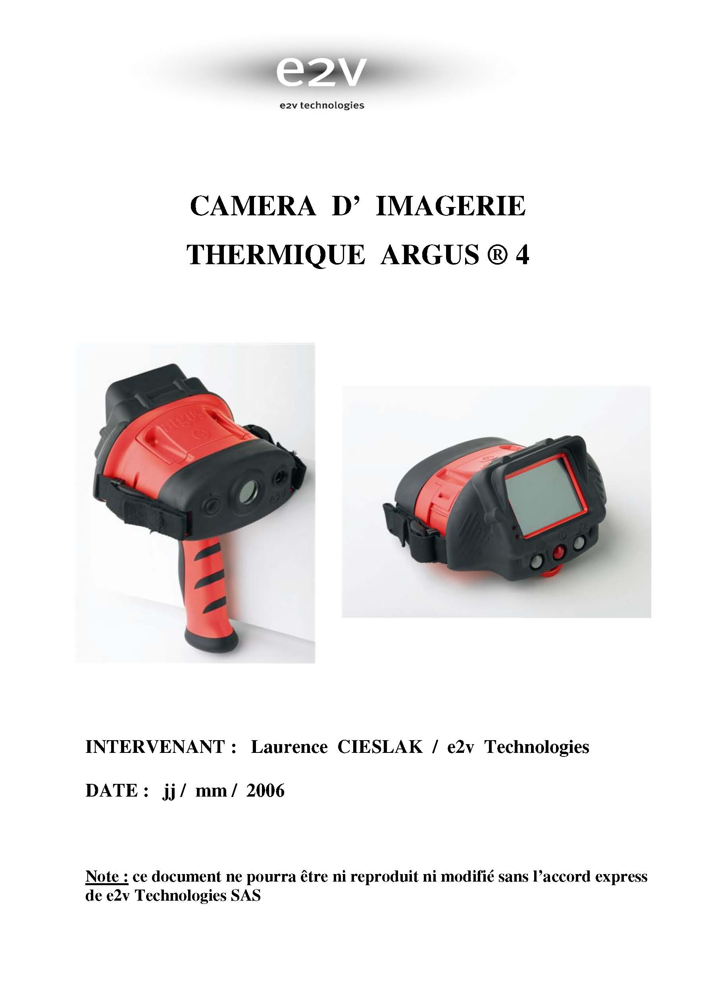 e2v
e2v technologies
CAMERA D’ IMAGERIE
THERMIQUE ARGUS ® 4
argus
e2v
INTERVENANT : Laurence CIESLAK / e2v Technologies
DATE : jj / mm / 2006
Note : ce document ne pourra être ni reproduit ni modifié sans l’accord express
de e2v Technologies SAS